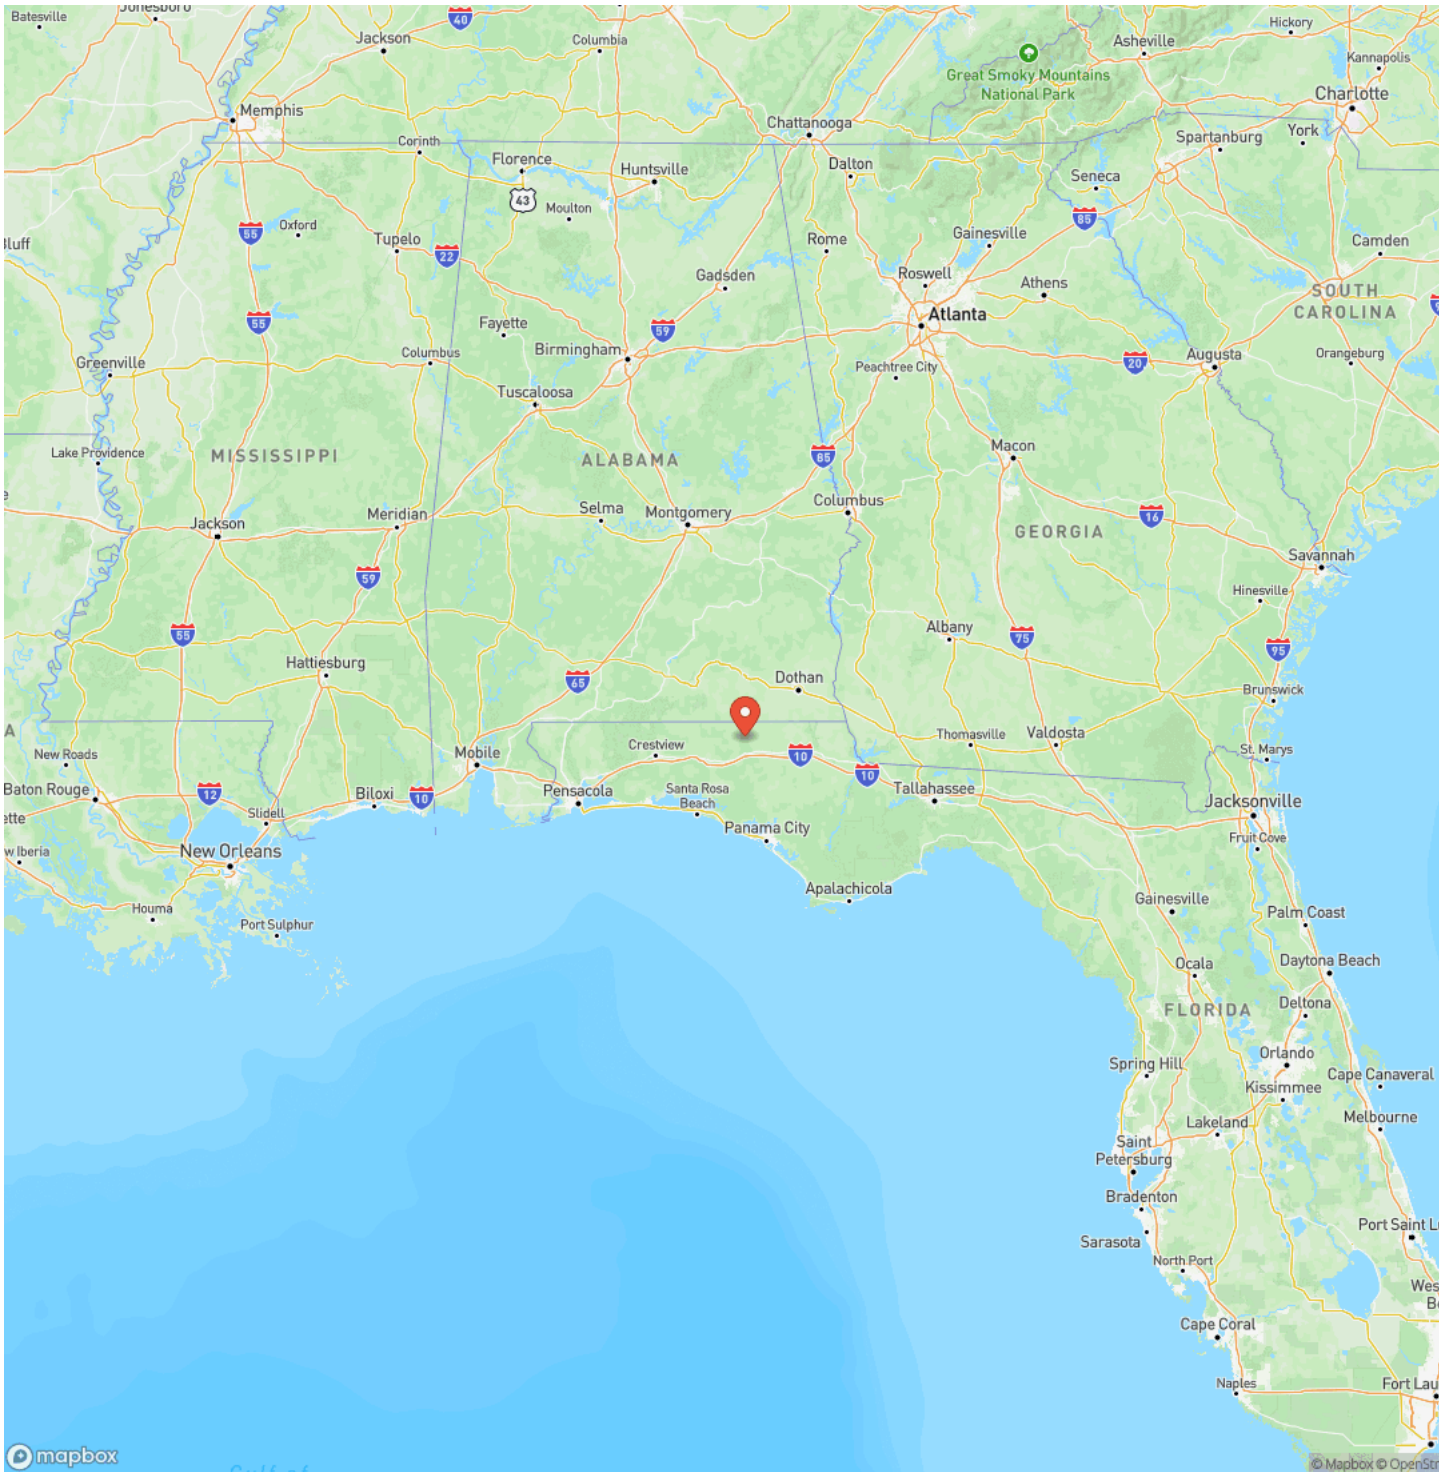 Batesville
Jonesboro
40
Jackson
Columbia
Hickory
Asheville
Great Smoky Mountains
National Park
Kannapolis
Charlotte
Memphis
Chattanooga
York
Spartanburg
Corinth
Florence
Huntsville
Dalton
Seneca
43
Moulton
85
55
Oxford
Tupelo
22
Rome
Gainesville
Camden
Bluff
Gadsden
Roswell
Athens
SOUTH
CAROLINA
55
Fayette
59
Atlanta
Greenville
Columbus
Birmingham
Peachtree City
20
Augusta
Orangeburg
Tuscaloosa
Lake Providence
MISSISSIPPI
ALABAMA
85
Macon
Jackson
Meridian
Selma
Montgomery
Columbus
GEORGIA
16
Savannah
59
Hinesville
55
Albany
75
95
Hattiesburg
65
Dothan
Brunswick
A
New Roads
Mobile
Crestview
10
Thomasville
Valdosta
St. Marys
Baton Rouge
12
Biloxi
10
Pensacola
Santa Rosa
Beach
10
Tallahassee
Jacksonville
ette
Slidell
Panama City
Fruit Cove
w Iberia
New Orleans
Apalachicola
Houma
Port Sulphur
Gainesville
Palm Coast
Ocala
Daytona Beach
FLORIDA
Deltona
Orlando
Spring Hill
Cape Canaveral
Kissimmee
Lakeland
Melbourne
Saint
Petersburg
Bradenton
Port Saint L
Sarasota
North Port
Wes
B
Cape Coral
Naples
Fort Lau
mapbox
© Mapbox © OpenStr